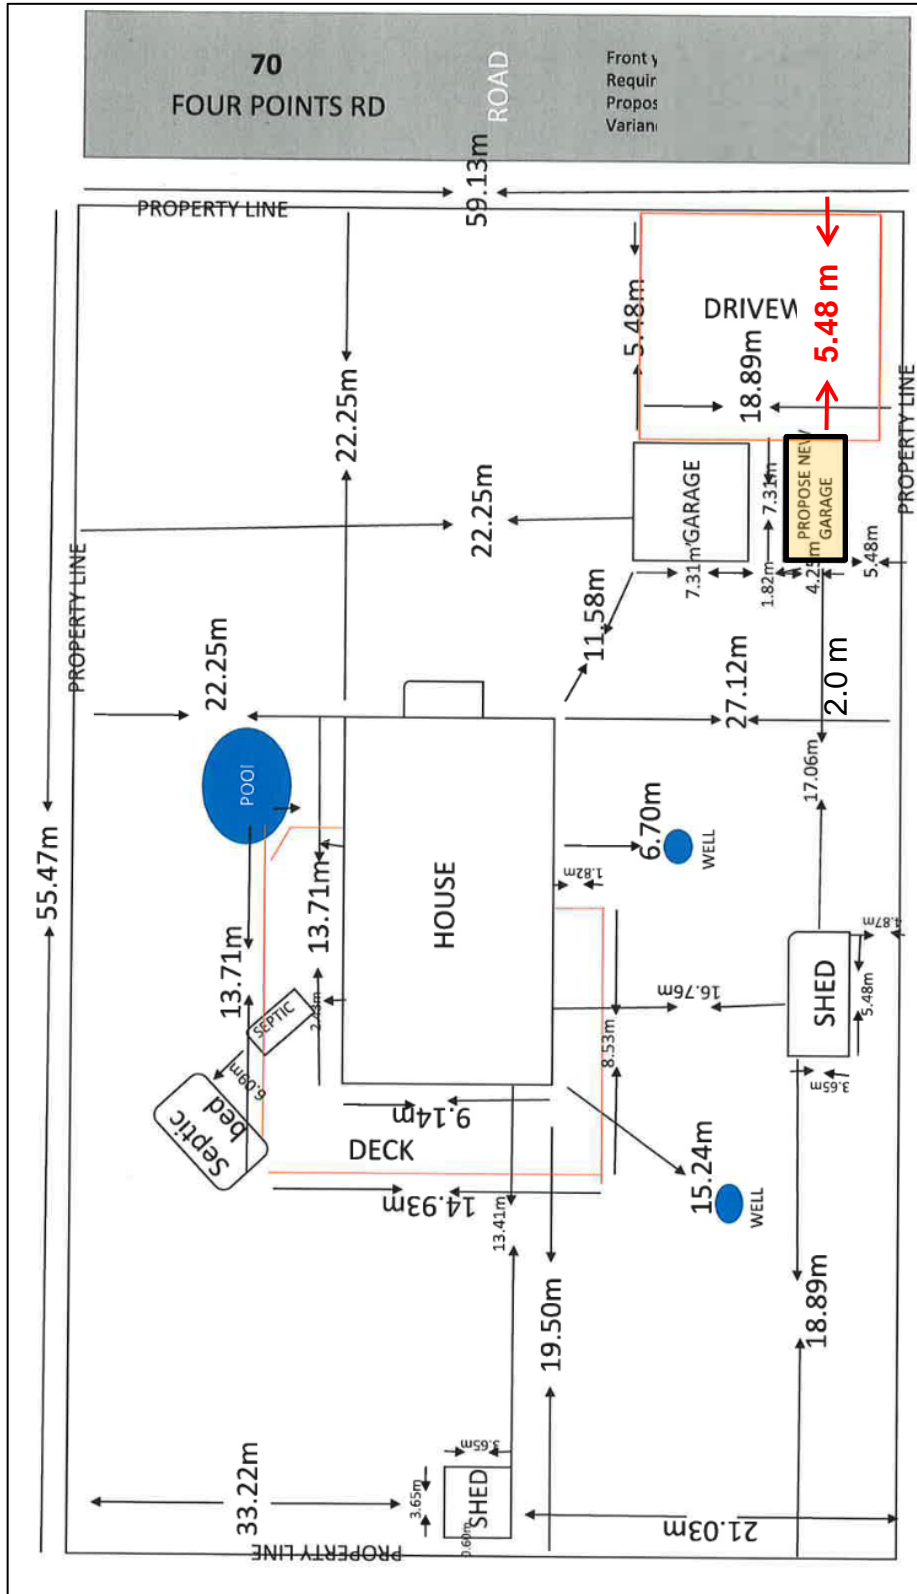 70
FOUR POINTS RD
ROAD
Front y
Requir
Propos
Varian
59.13m
PROPERTY LINE
5.48m
DRIVEW
5.48 m
18.89m
22.25m
PROPERTY LINE
GARAGE
7.31m
PROPOSE NEW
GARAGE
22.25m
7.31m'
1.82m
4.25m
5.48m
PROPERTY LINE
11.58m
22.25m
27.12m
2.0 m
17.06m
POOl
6.70m
WELL
1.82m
55.47m
13.71m
HOUSE
4.87m
13.71m
SEPTIC
2.43m
16.76m
SHED
5.48m
8.53m
6.09m
3.65m
Septic
bed
9.14m
DECK
15.24m
WELL
14.93m
13.41m
19.50m
18.89m
3.65m
33.22m
3.65m
SHED
0.60m
21.03m
PROPERTY LINE